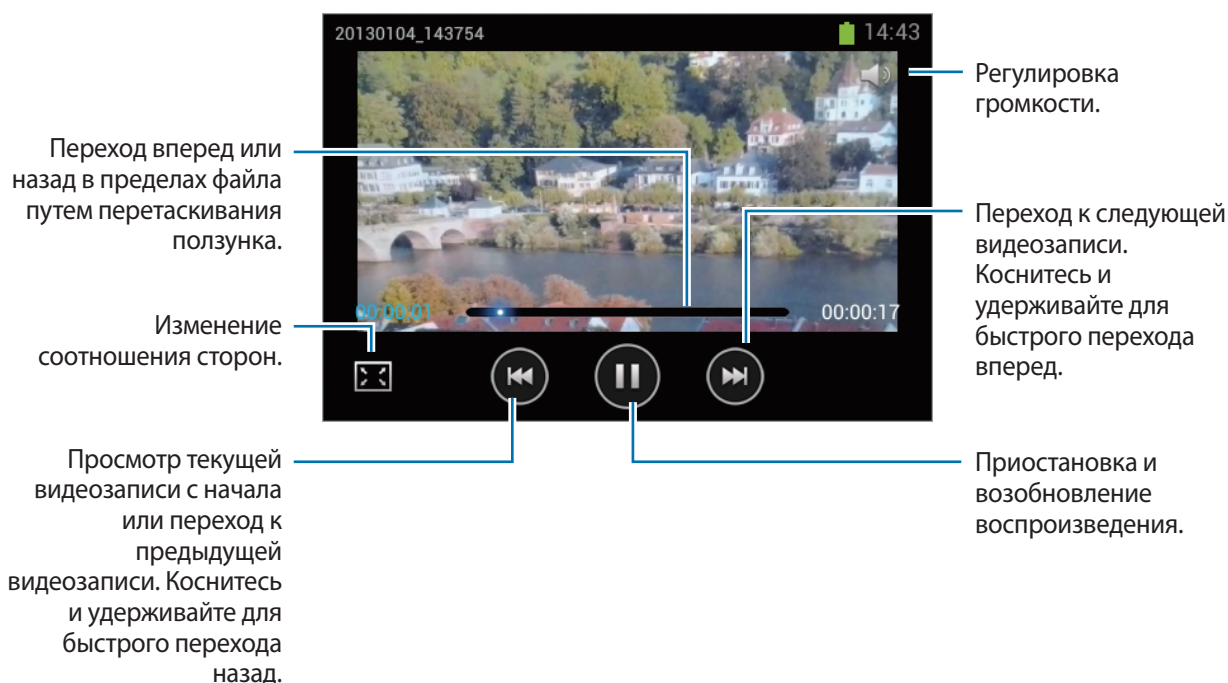 20130104_143754
14:43
Регулировка
громкости.
Переход вперед или
назад в пределах файла
путем перетаскивания
ползунка.
Переход к следующей
видеозаписи.
Коснитесь и
удерживайте для
быстрого перехода
вперед.
00:00:01
00:00:17
Изменение
соотношения сторон.
Просмотр текущей
видеозаписи с начала
или переход к
предыдущей
видеозаписи. Коснитесь
и удерживайте для
быстрого перехода
назад.
Приостановка и
возобновление
воспроизведения.